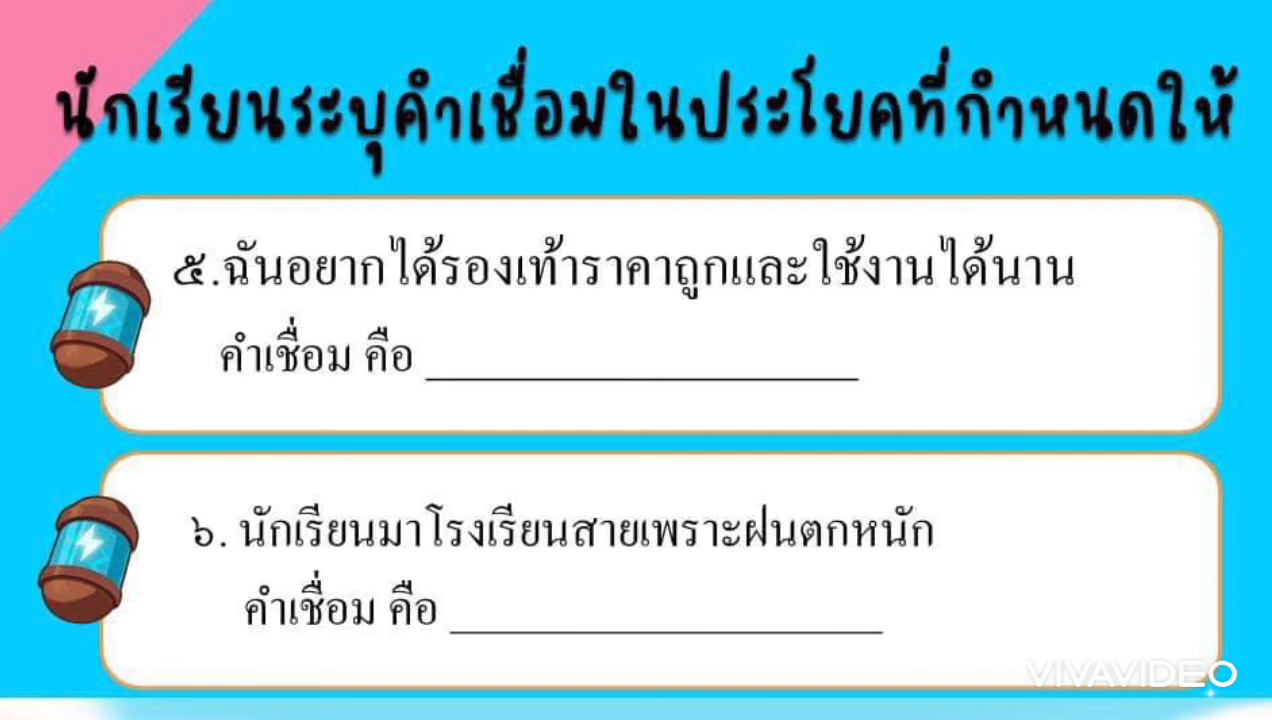 นักเรียนระบุคำเชื่อมในประโยคที่กำหนดให้
๕.ฉันอยากได้รองเท้าราคาถูกและใช้งานได้นาน
คำเชื่อม คือ ____________________
๖. นักเรียนมาโรงเรียนสายเพราะฝนตกหนัก
คำเชื่อม คือ ____________________
VIVAVIDEO